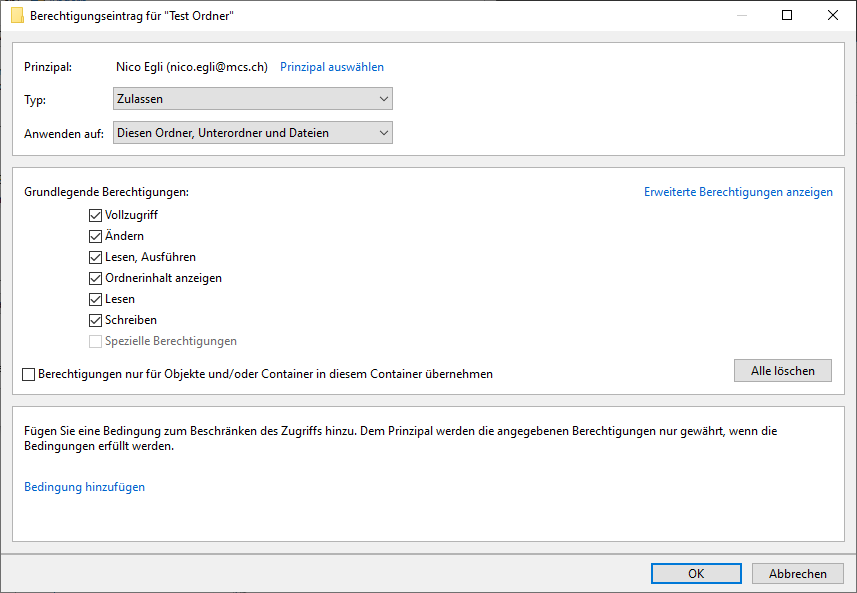 Berechtigungseintrag für "Test Ordner"
Prinzipal: Nico Egli (nico.egli@mcs.ch) Prinzipal auswählen
Typ: Zulassen
Anwenden auf: Diesen Ordner, Unterordner und Dateien
Grundlegende Berechtigungen: Erweiterte Berechtigungen anzeigen
Vollzugriff
Ändern
Lesen, Ausführen
Ordnerinhalt anzeigen
Lesen
Schreiben
Spezielle Berechtigungen
Berechtigungen nur für Objekte und/oder Container in diesem Container übernehmen Alle löschen
Fügen Sie eine Bedingung zum Beschränken des Zugriffs hinzu. Dem Prinzipal werden die angegebenen Berechtigungen nur gewährt, wenn die
Bedingungen erfüllt werden.
Bedingung hinzufügen
OK Abbrechen